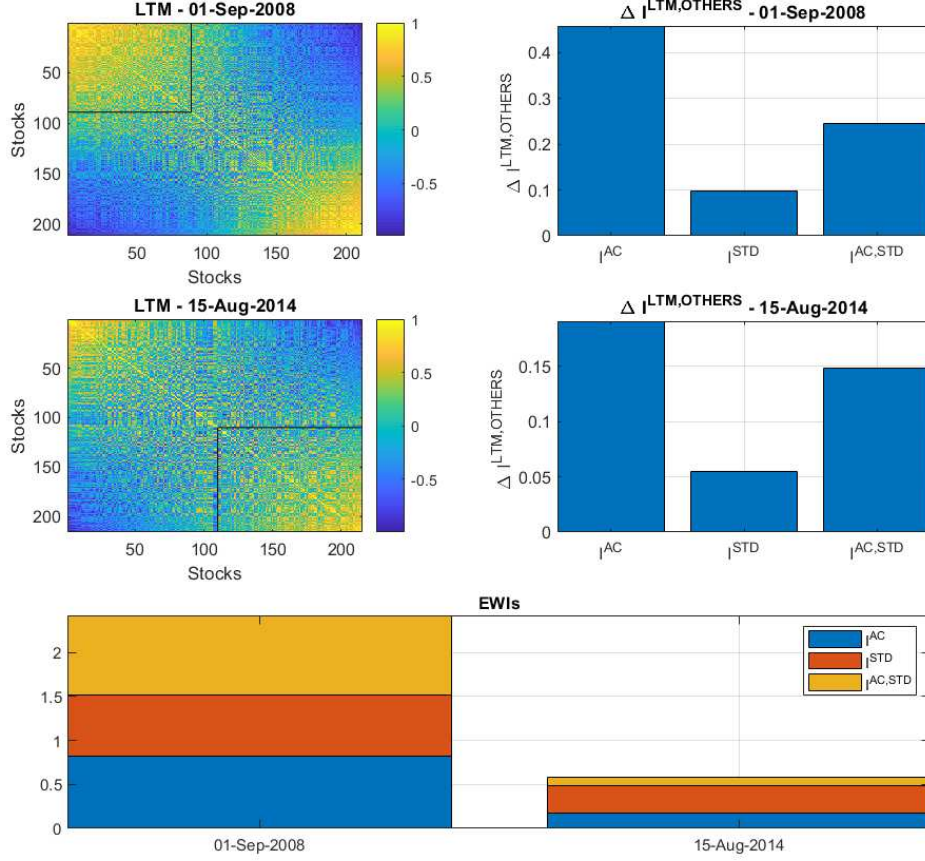 LTM - 01-Sep-2008
Stocks
50
100
150
200
50 100 150 200
Stocks
1
0.5
0
-0.5
Δ I^LTM,OTHERS - 01-Sep-2008
Δ I^LTM,OTHERS
0.4
0.3
0.2
0.1
0
I^AC I^STD I^AC,STD
LTM - 15-Aug-2014
Stocks
50
100
150
200
50 100 150 200
Stocks
1
0.5
0
-0.5
Δ I^LTM,OTHERS - 15-Aug-2014
Δ I^LTM,OTHERS
0.15
0.1
0.05
0
I^AC I^STD I^AC,STD
EWIs
2
1.5
1
0.5
0
I^AC
I^STD
I^AC,STD
01-Sep-2008 15-Aug-2014